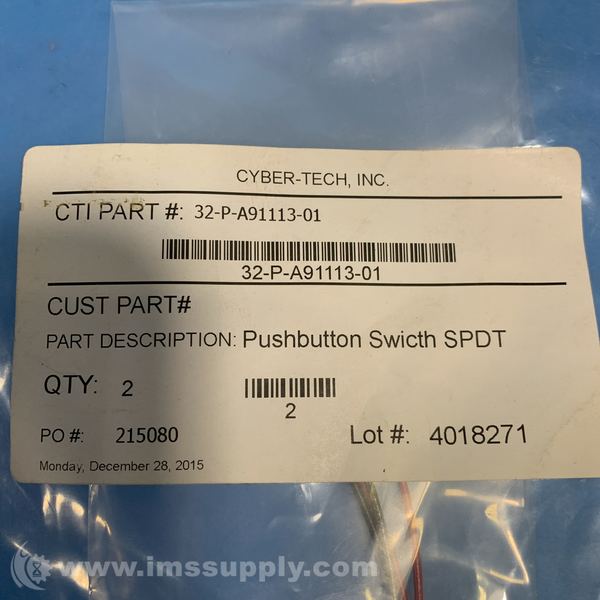 CYBER-TECH, INC.
CTI PART #: 32-P-A91113-01
32-P-A91113-01
CUST PART#
PART DESCRIPTION: Pushbutton Swicth SPDT
QTY: 2
2
PO #: 215080 Lot #: 4018271
Monday, December 28, 2015
www.imssupply.com